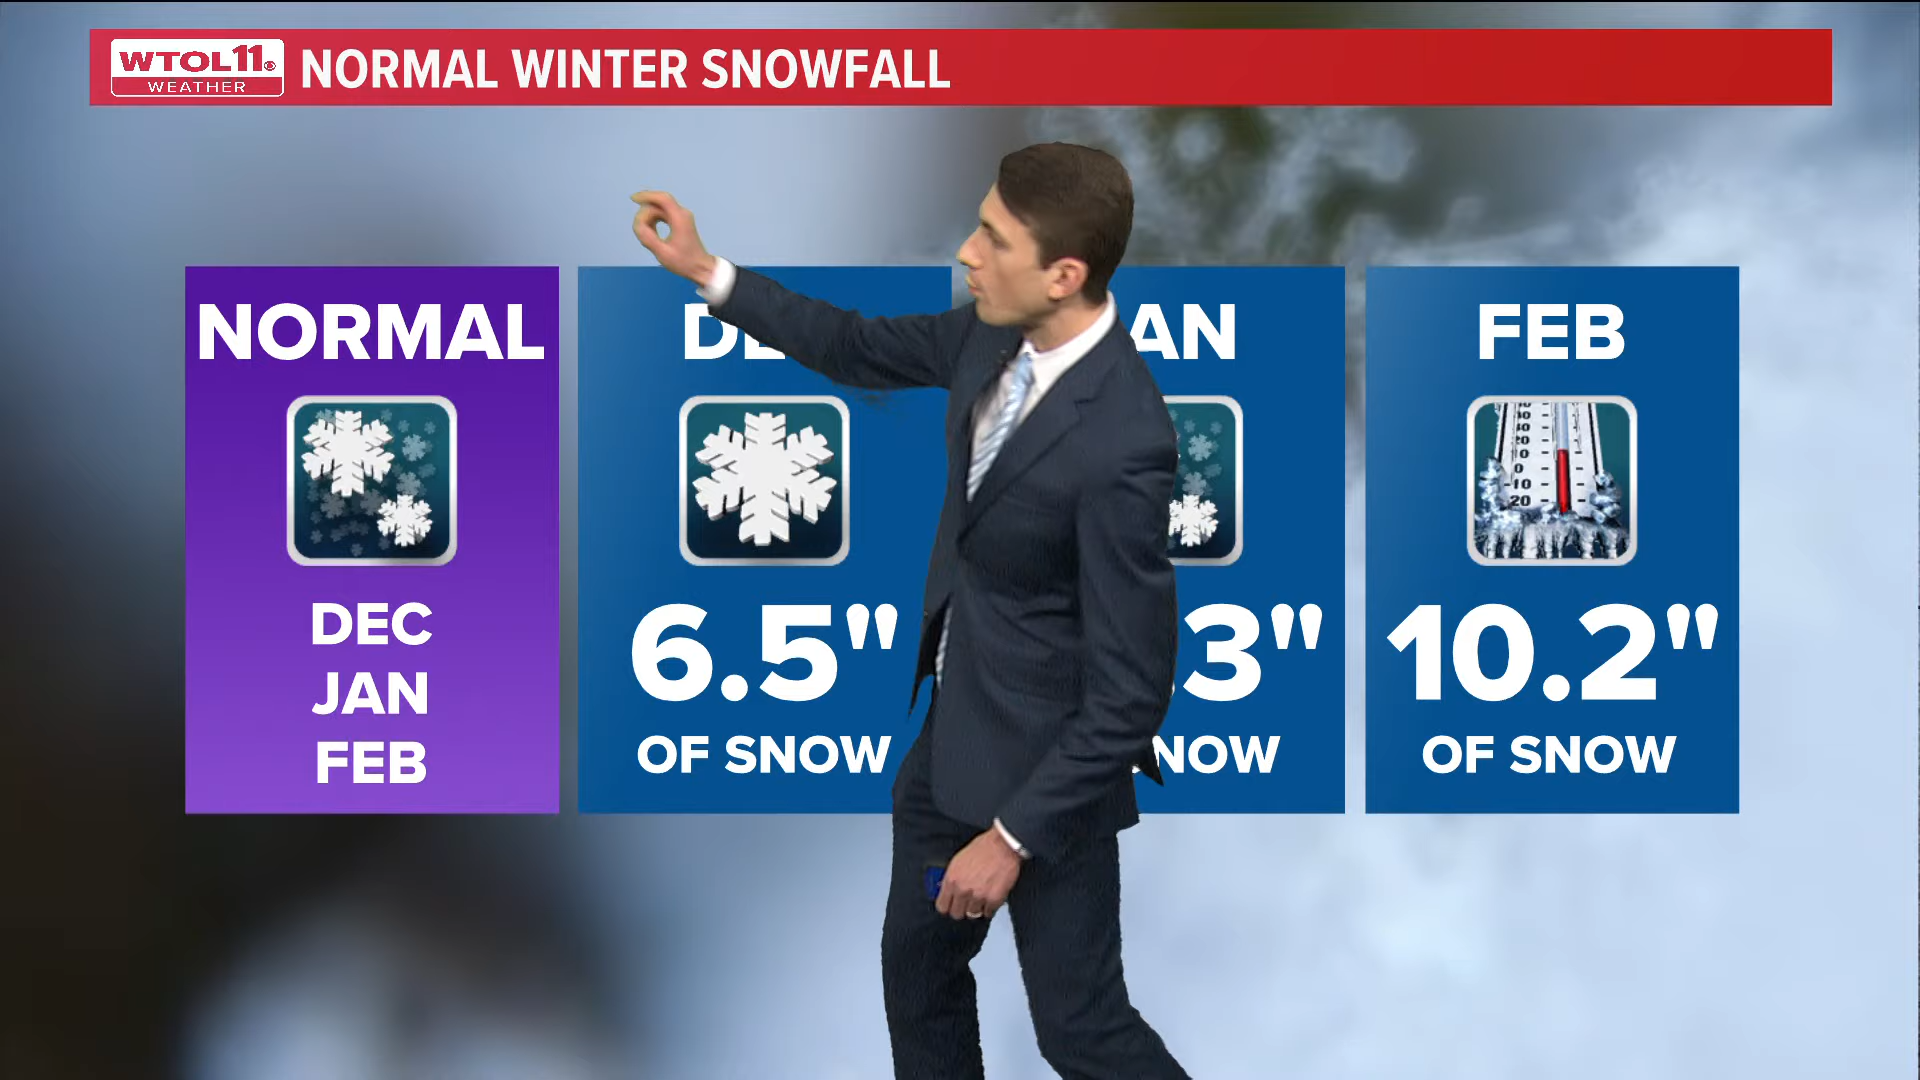 WTOL11
WEATHER
NORMAL WINTER SNOWFALL
NORMAL
DEC
JAN
FEB
6.5"
OF SNOW
AN
.3"
NOW
FEB
10.2"
OF SNOW